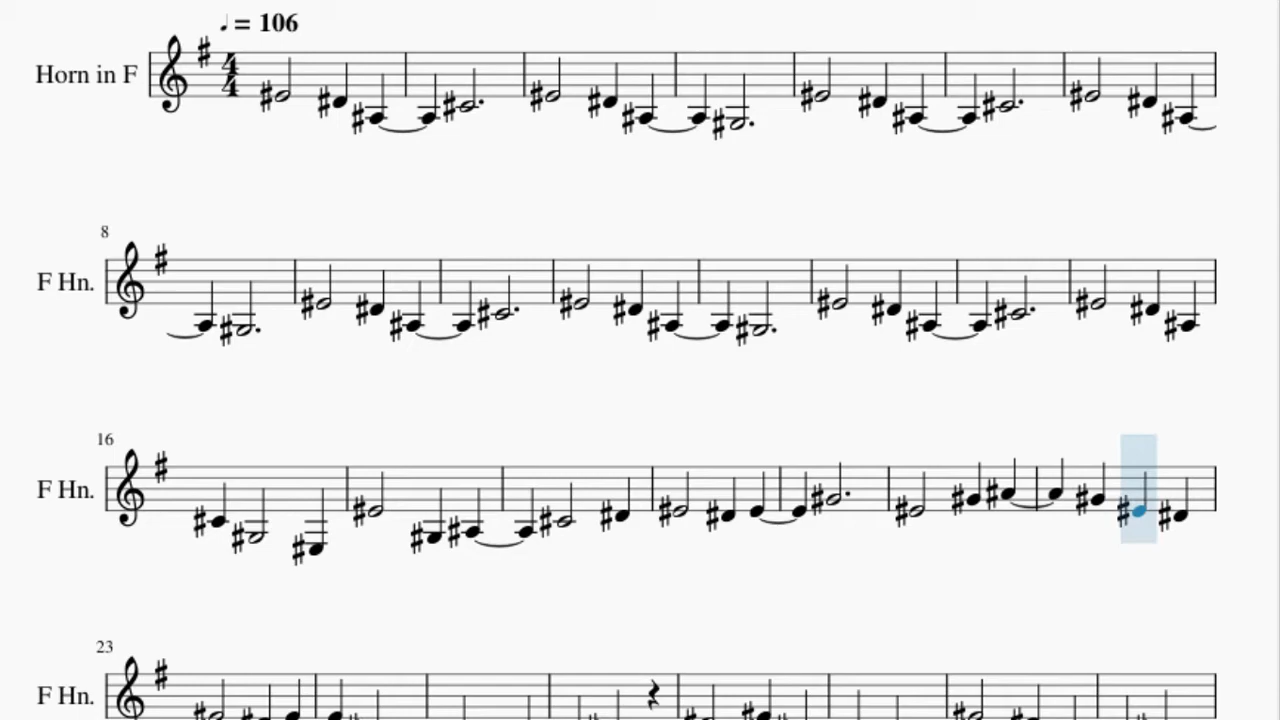 ♩ = 106
Horn in F
4
4
8
F Hn.
16
F Hn.
23
F Hn.